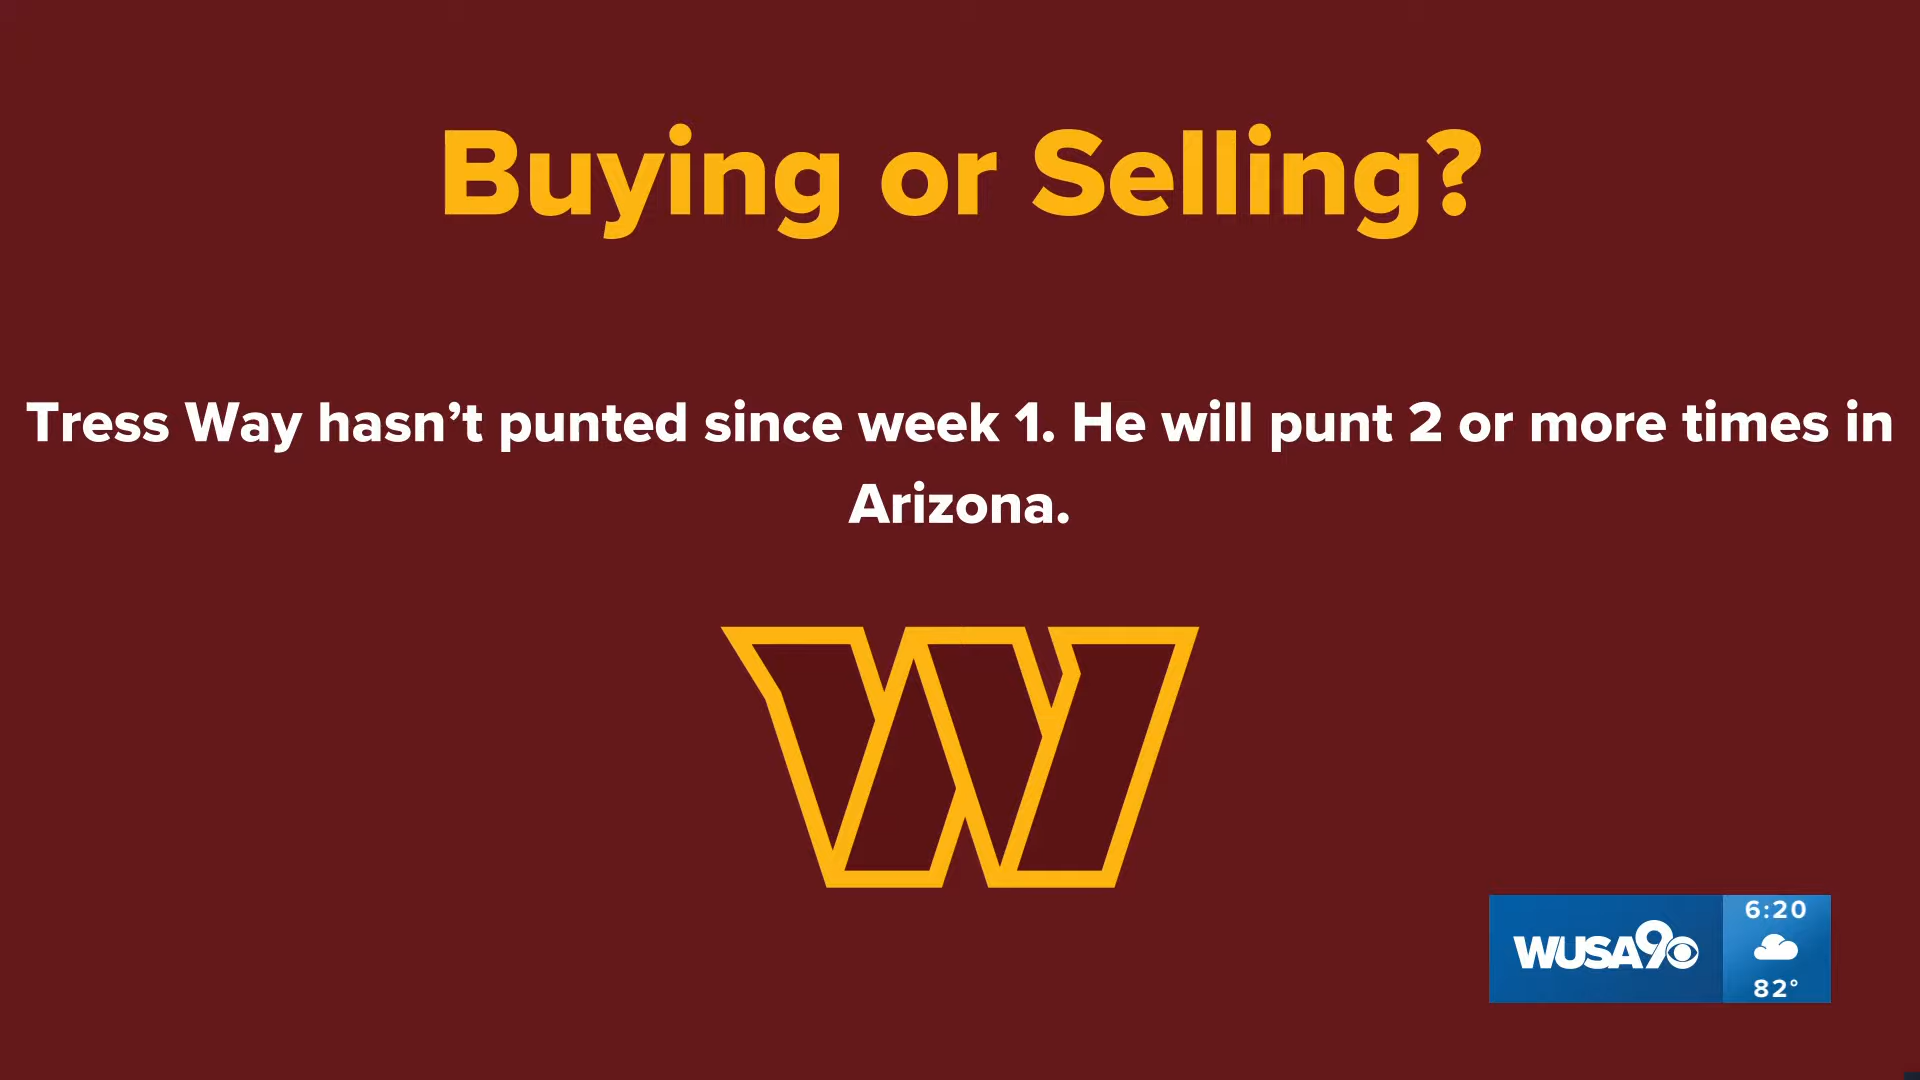 Buying or Selling?
Tress Way hasn’t punted since week 1. He will punt 2 or more times in
Arizona.
W
WUSA9
6:20
82°